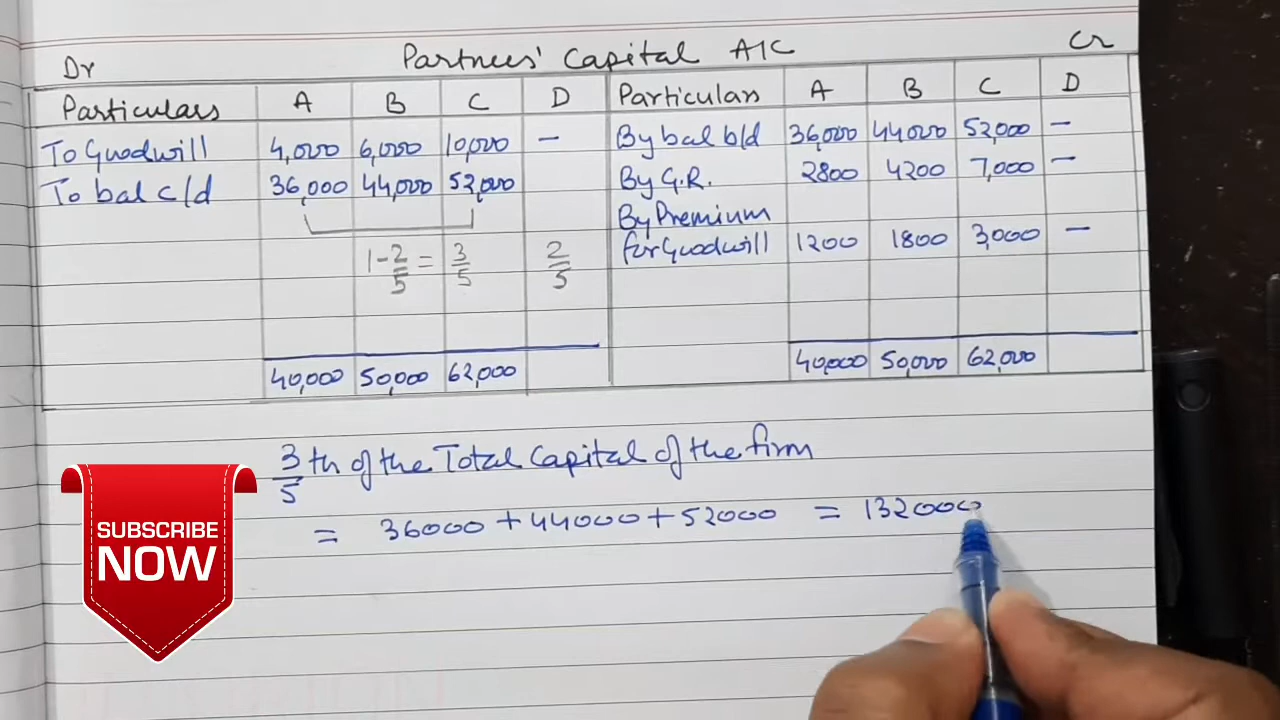 Dr Partners' Capital A/C Cr
Particulars A B C D Particulars A B C D
To Goodwill 4,000 6,000 10,000 — By bal b/d 36,000 44,000 52,000 —
To bal c/d 36,000 44,000 52,000 By G.R. 2800 4200 7,000 —
By Premium
for Goodwill 1200 1800 3,000 —
1-2/5 = 3/5 2/5
40,000 50,000 62,000 40,000 50,000 62,000
3/5 th of the Total Capital of the firm
= 36000 + 44000 + 52000 = 132000
SUBSCRIBE
NOW